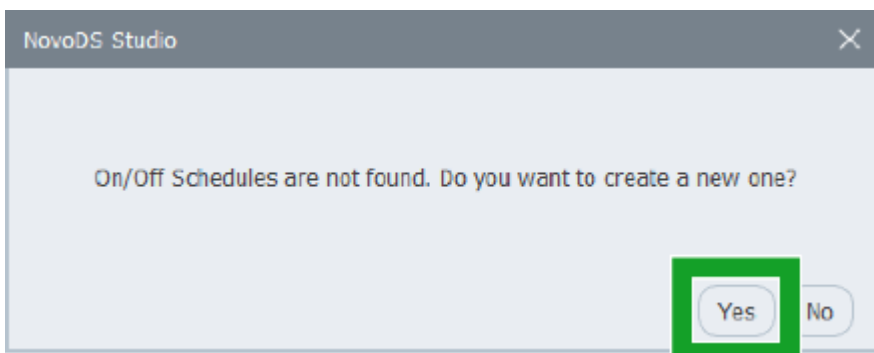 NovoDS Studio
On/Off Schedules are not found. Do you want to create a new one?
Yes No